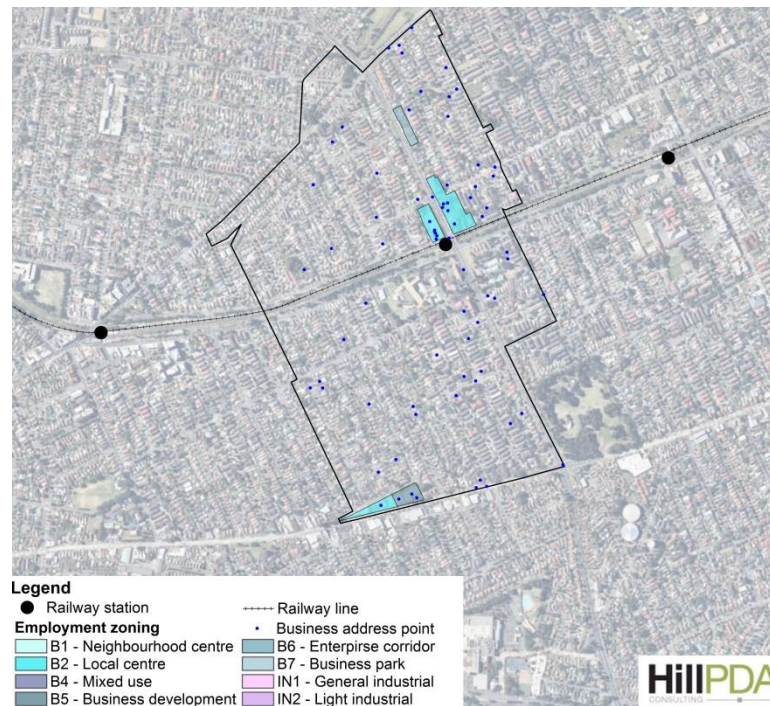 Legend
Railway station
Railway line
Employment zoning
Business address point
B1 - Neighbourhood centre
B6 - Enterpirse corridor
B2 - Local centre
B7 - Business park
B4 - Mixed use
IN1 - General industrial
B5 - Business development
IN2 - Light industrial
HillPDA
CONSULTING